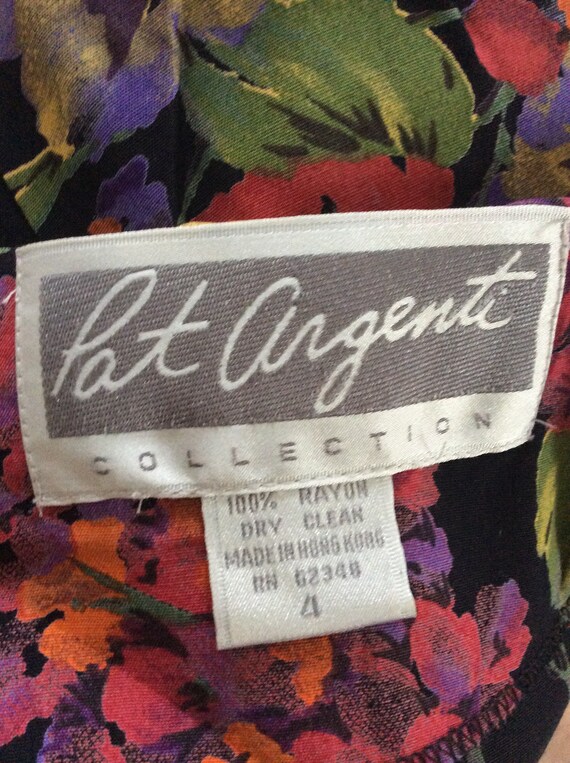 Pat Argenti
COLLECTION
100% RAYON
DRY CLEAN
MADE IN HONG KONG
RN 62348
4